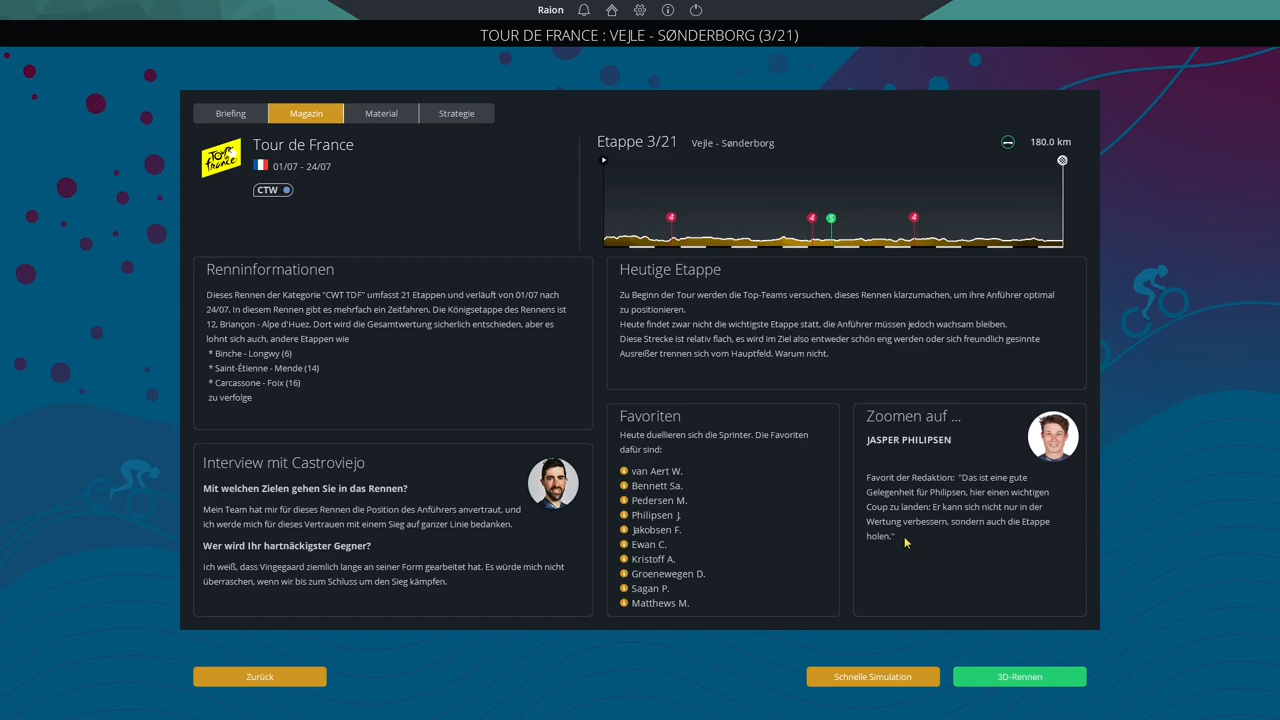 Raion
TOUR DE FRANCE : VEJLE - SØNDERBORG (3/21)
Briefing
Magazin
Material
Strategie
TOUR
france
Tour de France
01/07 - 24/07
CTW
Etappe 3/21
Vejle - Sønderborg
180.0 km
4
4
S
4
Renninformationen
Dieses Rennen der Kategorie "CWT TDF" umfasst 21 Etappen und verläuft von 01/07 nach
24/07. In diesem Rennen gibt es mehrfach ein Zeitfahren. Die Königsetappe des Rennens ist
12, Briançon - Alpe d'Huez. Dort wird die Gesamtwertung sicherlich entschieden, aber es
lohnt sich auch, andere Etappen wie
* Binche - Longwy (6)
* Saint-Étienne - Mende (14)
* Carcassone - Foix (16)
zu verfolge
Heutige Etappe
Zu Beginn der Tour werden die Top-Teams versuchen, dieses Rennen klarzumachen, um ihre Anführer optimal
zu positionieren.
Heute findet zwar nicht die wichtigste Etappe statt, die Anführer müssen jedoch wachsam bleiben.
Diese Strecke ist relativ flach, es wird im Ziel also entweder schön eng werden oder sich freundlich gesinnte
Ausreißer trennen sich vom Hauptfeld. Warum nicht.
Interview mit Castroviejo
Mit welchen Zielen gehen Sie in das Rennen?
Mein Team hat mir für dieses Rennen die Position des Anführers anvertraut, und
ich werde mich für dieses Vertrauen mit einem Sieg auf ganzer Linie bedanken.
Wer wird Ihr hartnäckigster Gegner?
Ich weiß, dass Vingegaard ziemlich lange an seiner Form gearbeitet hat. Es würde mich nicht
überraschen, wenn wir bis zum Schluss um den Sieg kämpfen.
Favoriten
Heute duellieren sich die Sprinter. Die Favoriten
dafür sind:
van Aert W.
Bennett Sa.
Pedersen M.
Philipsen J.
Jakobsen F.
Ewan C.
Kristoff A.
Groenewegen D.
Sagan P.
Matthews M.
Zoomen auf ...
JASPER PHILIPSEN
Favorit der Redaktion: "Das ist eine gute
Gelegenheit für Philipsen, hier einen wichtigen
Coup zu landen: Er kann sich nicht nur in der
Wertung verbessern, sondern auch die Etappe
holen."
Zurück
Schnelle Simulation
3D-Rennen